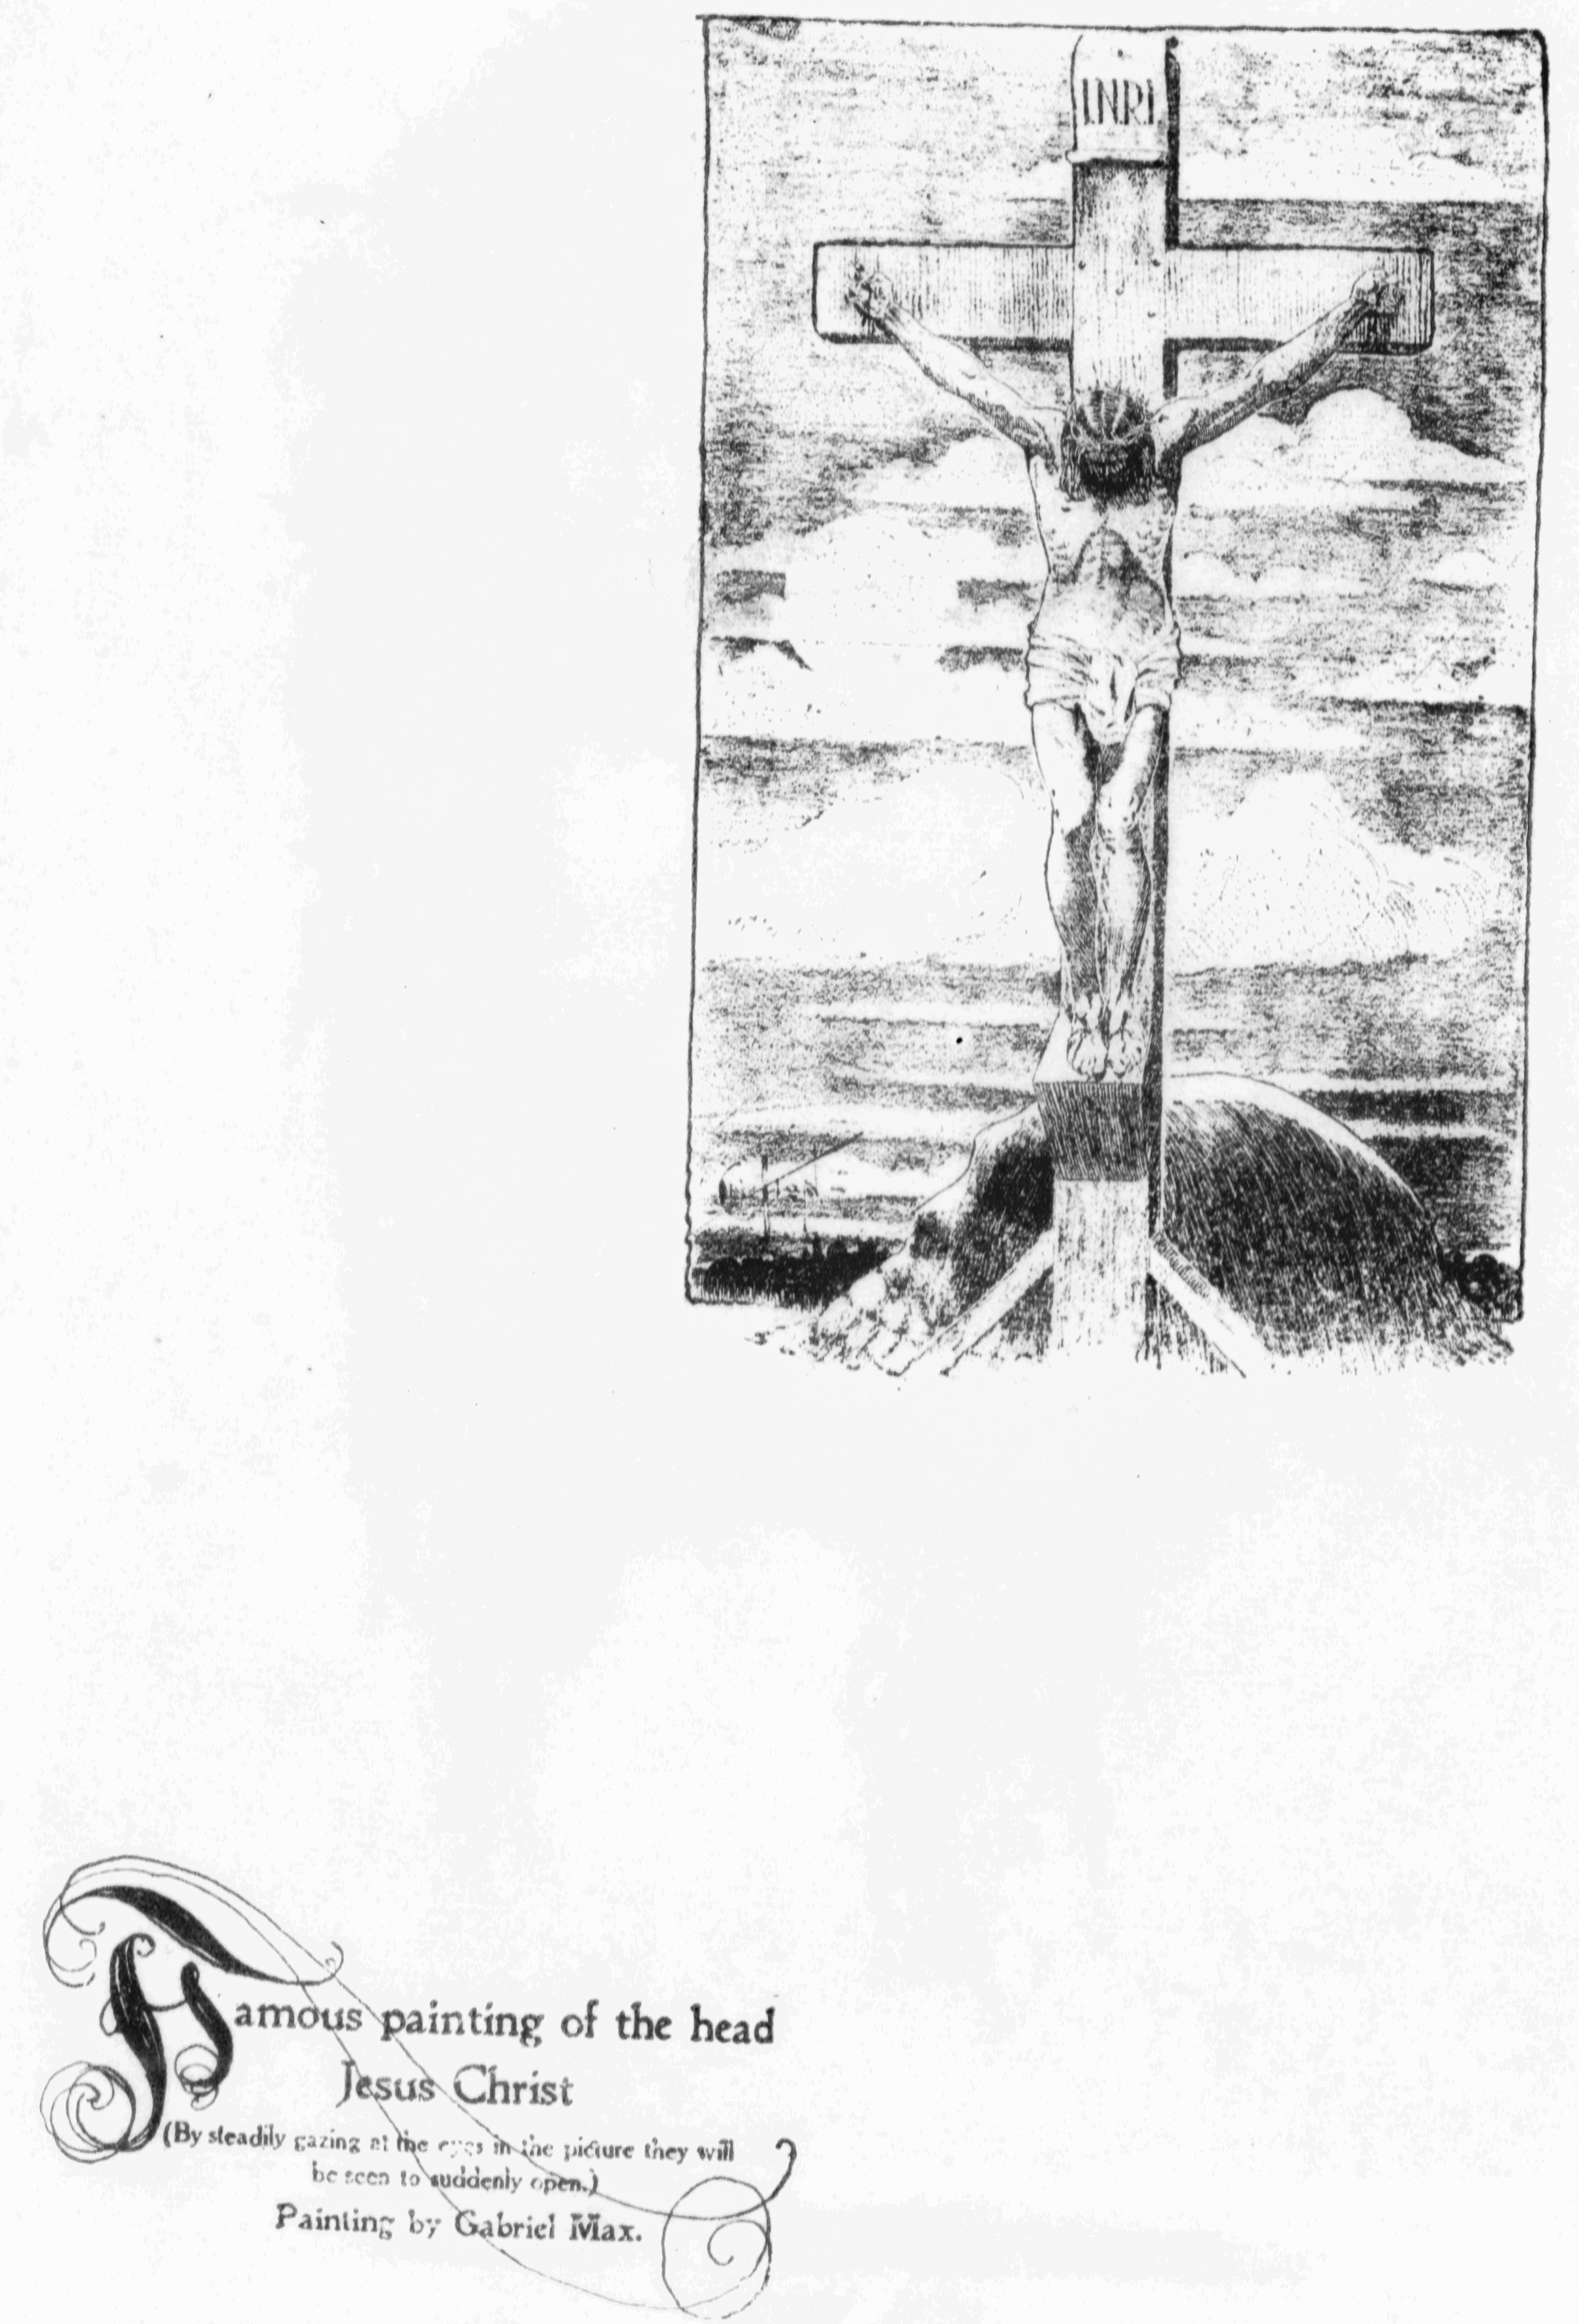 I.N.R.I.
Famous painting of the head
Jesus Christ
(By steadily gazing at the eyes in the picture they will
be seen to suddenly open.)
Painting by Gabriel Max.